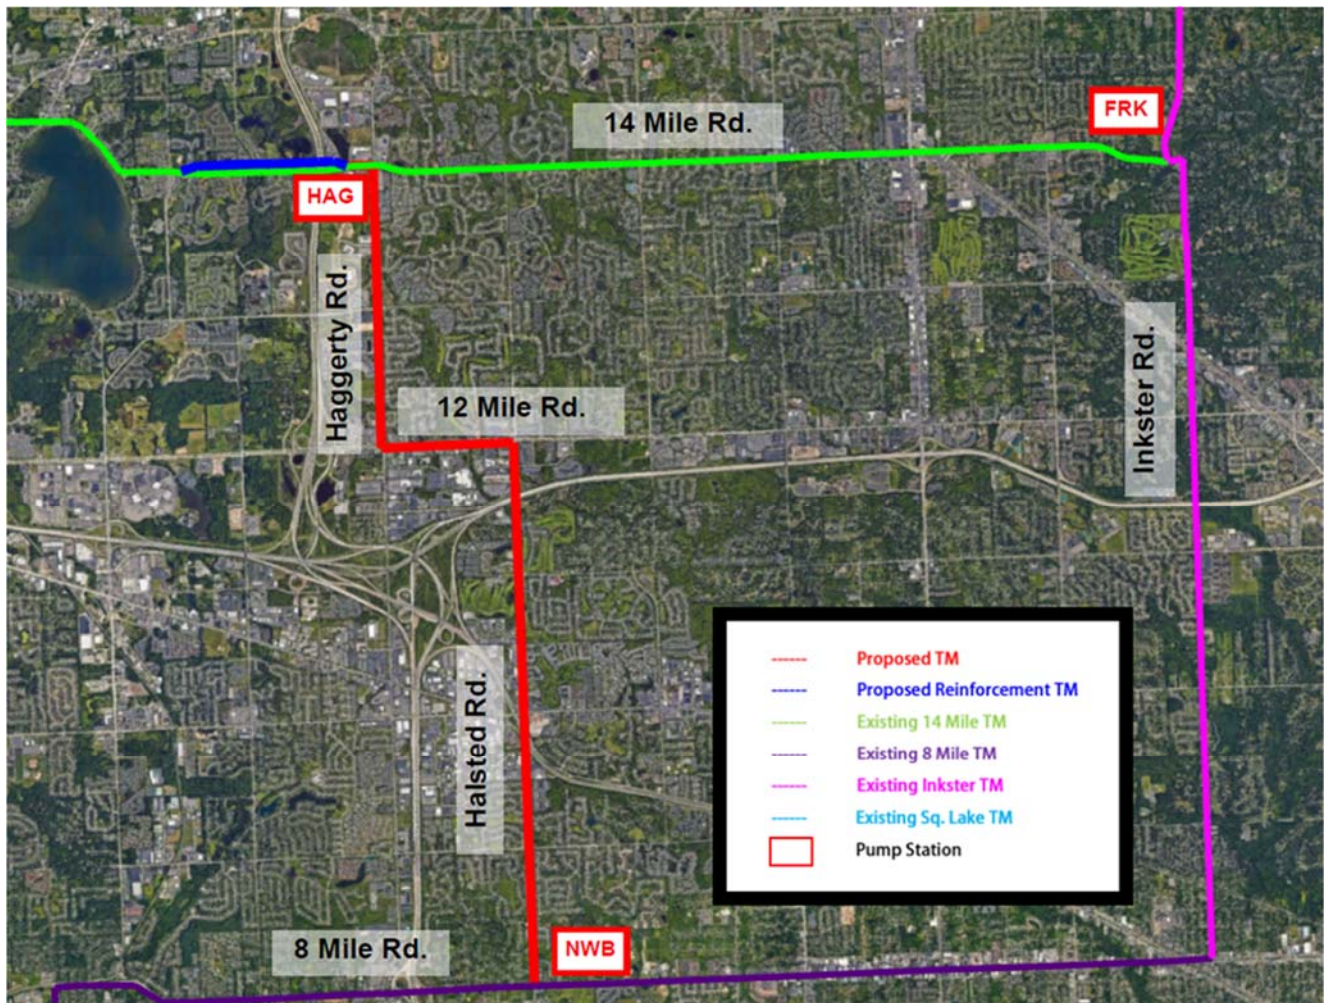 14 Mile Rd.
FRK
HAG
Haggerty Rd.
12 Mile Rd.
Inkster Rd.
Halsted Rd.
Proposed TM
Proposed Reinforcement TM
Existing 14 Mile TM
Existing 8 Mile TM
Existing Inkster TM
Existing Sq. Lake TM
Pump Station
8 Mile Rd.
NWB